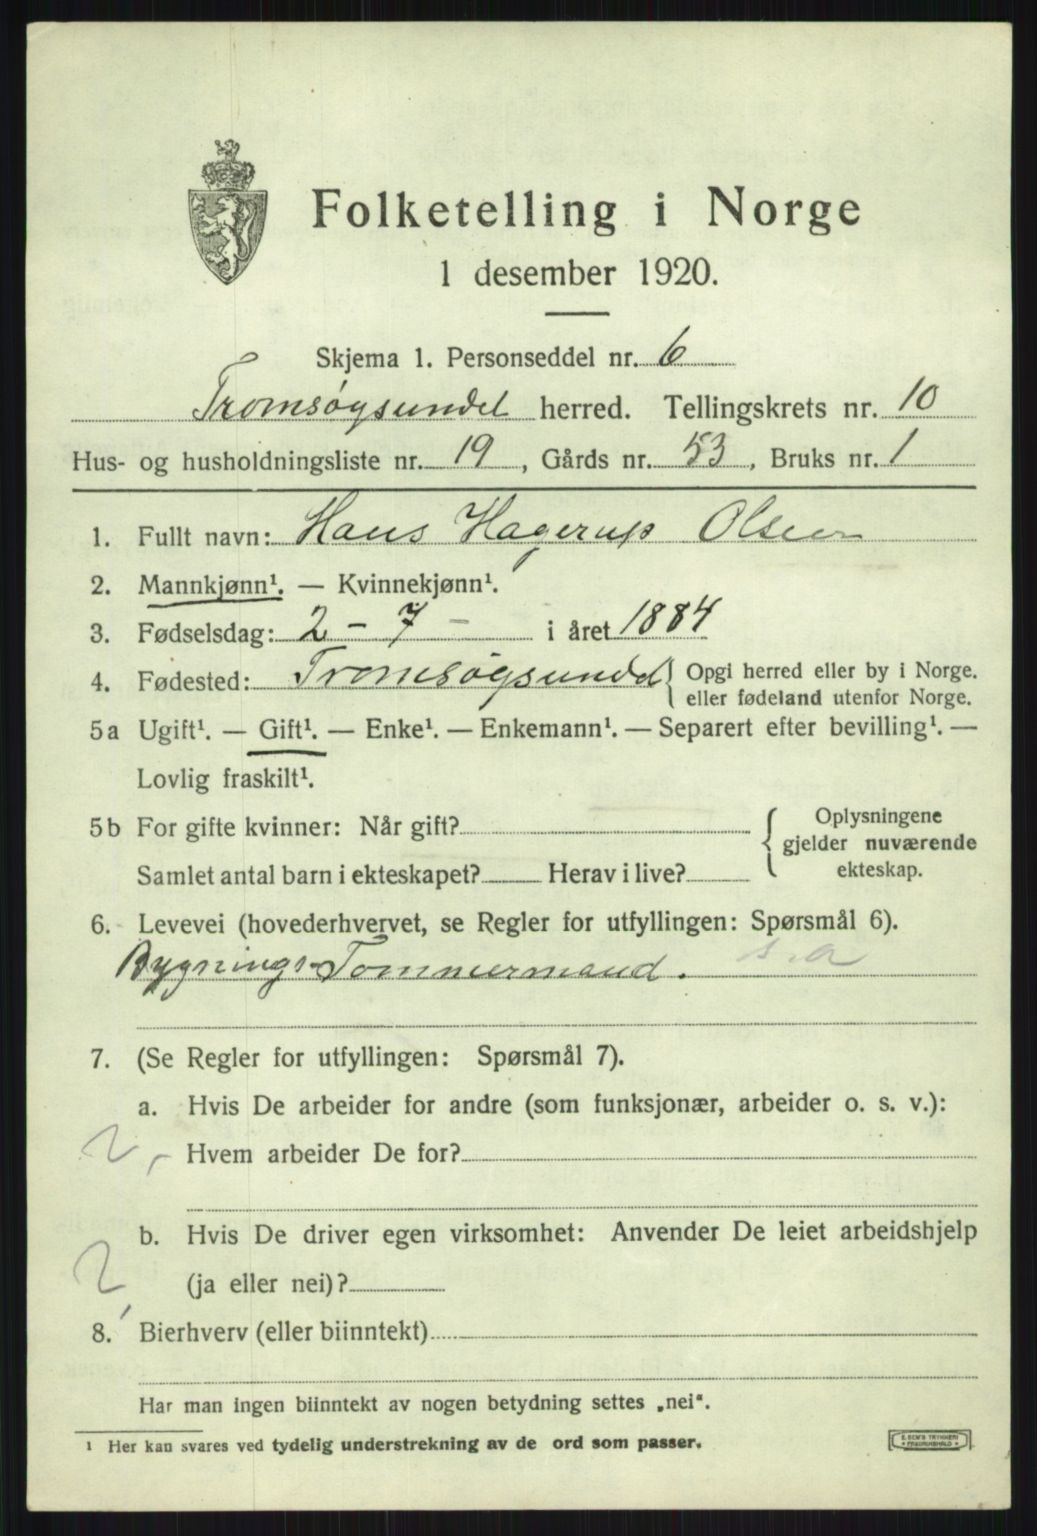 Folketelling i Norge
1 desember 1920.
Skjema 1. Personseddel nr. 6
Tromsøysundet herred. Tellingskrets nr. 10
Hus- og husholdningsliste nr. 19, Gårds nr. 53, Bruks nr. 1
1. Fullt navn: Hans Hagerup Olsen
2. Mannkjønn¹. — Kvinnekjønn¹.
3. Fødselsdag: 2 – 7 – i året 1884
4. Fødested: Tromsøysundet { Opgi herred eller by i Norge.
eller fødeland utenfor Norge.
5a Ugift¹. — Gift¹. — Enke¹. — Enkemann¹. — Separert efter bevilling¹. —
Lovlig fraskilt¹.
5b For gifte kvinner: Når gift?
Samlet antal barn i ekteskapet? Herav i live?
{ Oplysningene
gjelder nuværende
ekteskap.
6. Levevei (hovederhvervet, se Regler for utfyllingen: Spørsmål 6).
Bygnings-Tømmermand. s.a
7. (Se Regler for utfyllingen: Spørsmål 7).
a. Hvis De arbeider for andre (som funksjonær, arbeider o. s. v.):
Hvem arbeider De for?
b. Hvis De driver egen virksomhet: Anvender De leiet arbeidshjelp
(ja eller nei)?
8. Bierhverv (eller biinntekt)
Har man ingen biinntekt av nogen betydning settes „nei“.
¹ Her kan svares ved tydelig understrekning av de ord som passer.